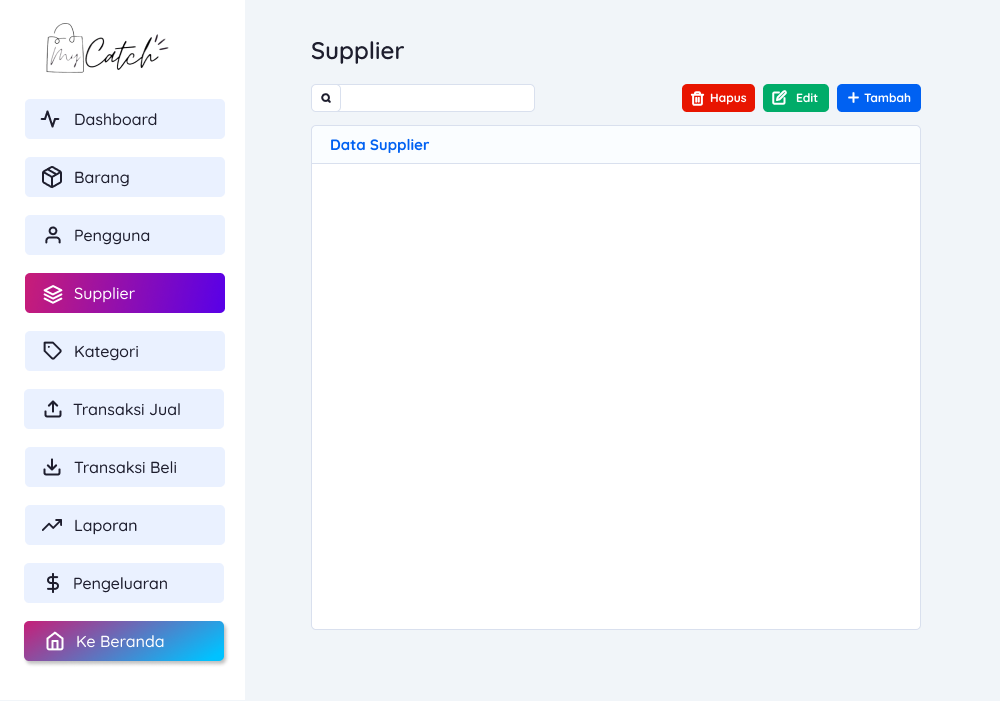 My Catch
Dashboard
Barang
Pengguna
Supplier
Kategori
Transaksi Jual
Transaksi Beli
Laporan
Pengeluaran
Ke Beranda
Supplier
Hapus
Edit
Tambah
Data Supplier